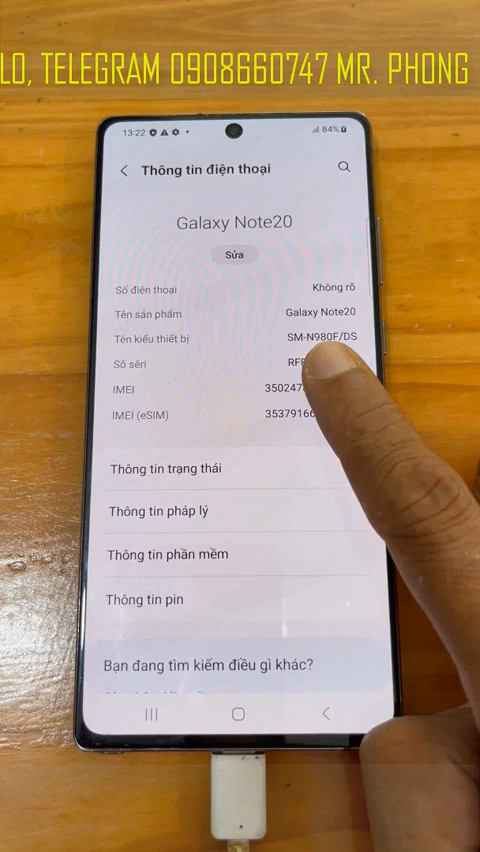 LO, TELEGRAM 0908660747 MR. PHONG
13:22 84%
Thông tin điện thoại
Galaxy Note20
Sửa
Số điện thoại Không rõ
Tên sản phẩm Galaxy Note20
Tên kiểu thiết bị SM-N980F/DS
Số sêri
IMEI 350247
IMEI (eSIM) 35379166
Thông tin trạng thái
Thông tin pháp lý
Thông tin phần mềm
Thông tin pin
Bạn đang tìm kiếm điều gì khác?